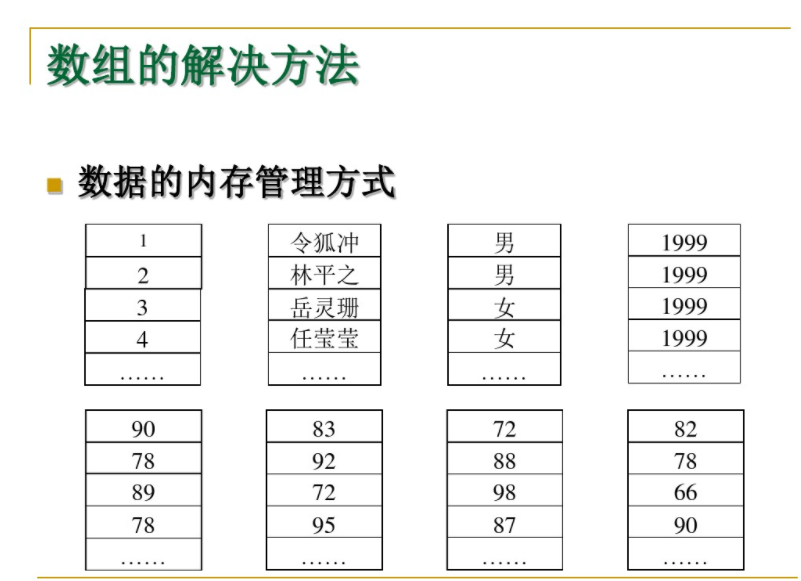 数组的解决方法
数据的内存管理方式
1 令狐冲 男 1999
2 林平之 男 1999
3 岳灵珊 女 1999
4 任莹莹 女 1999
…… …… …… ……
90 83 72 82
78 92 88 78
89 72 98 66
78 95 87 90
…… …… …… ……